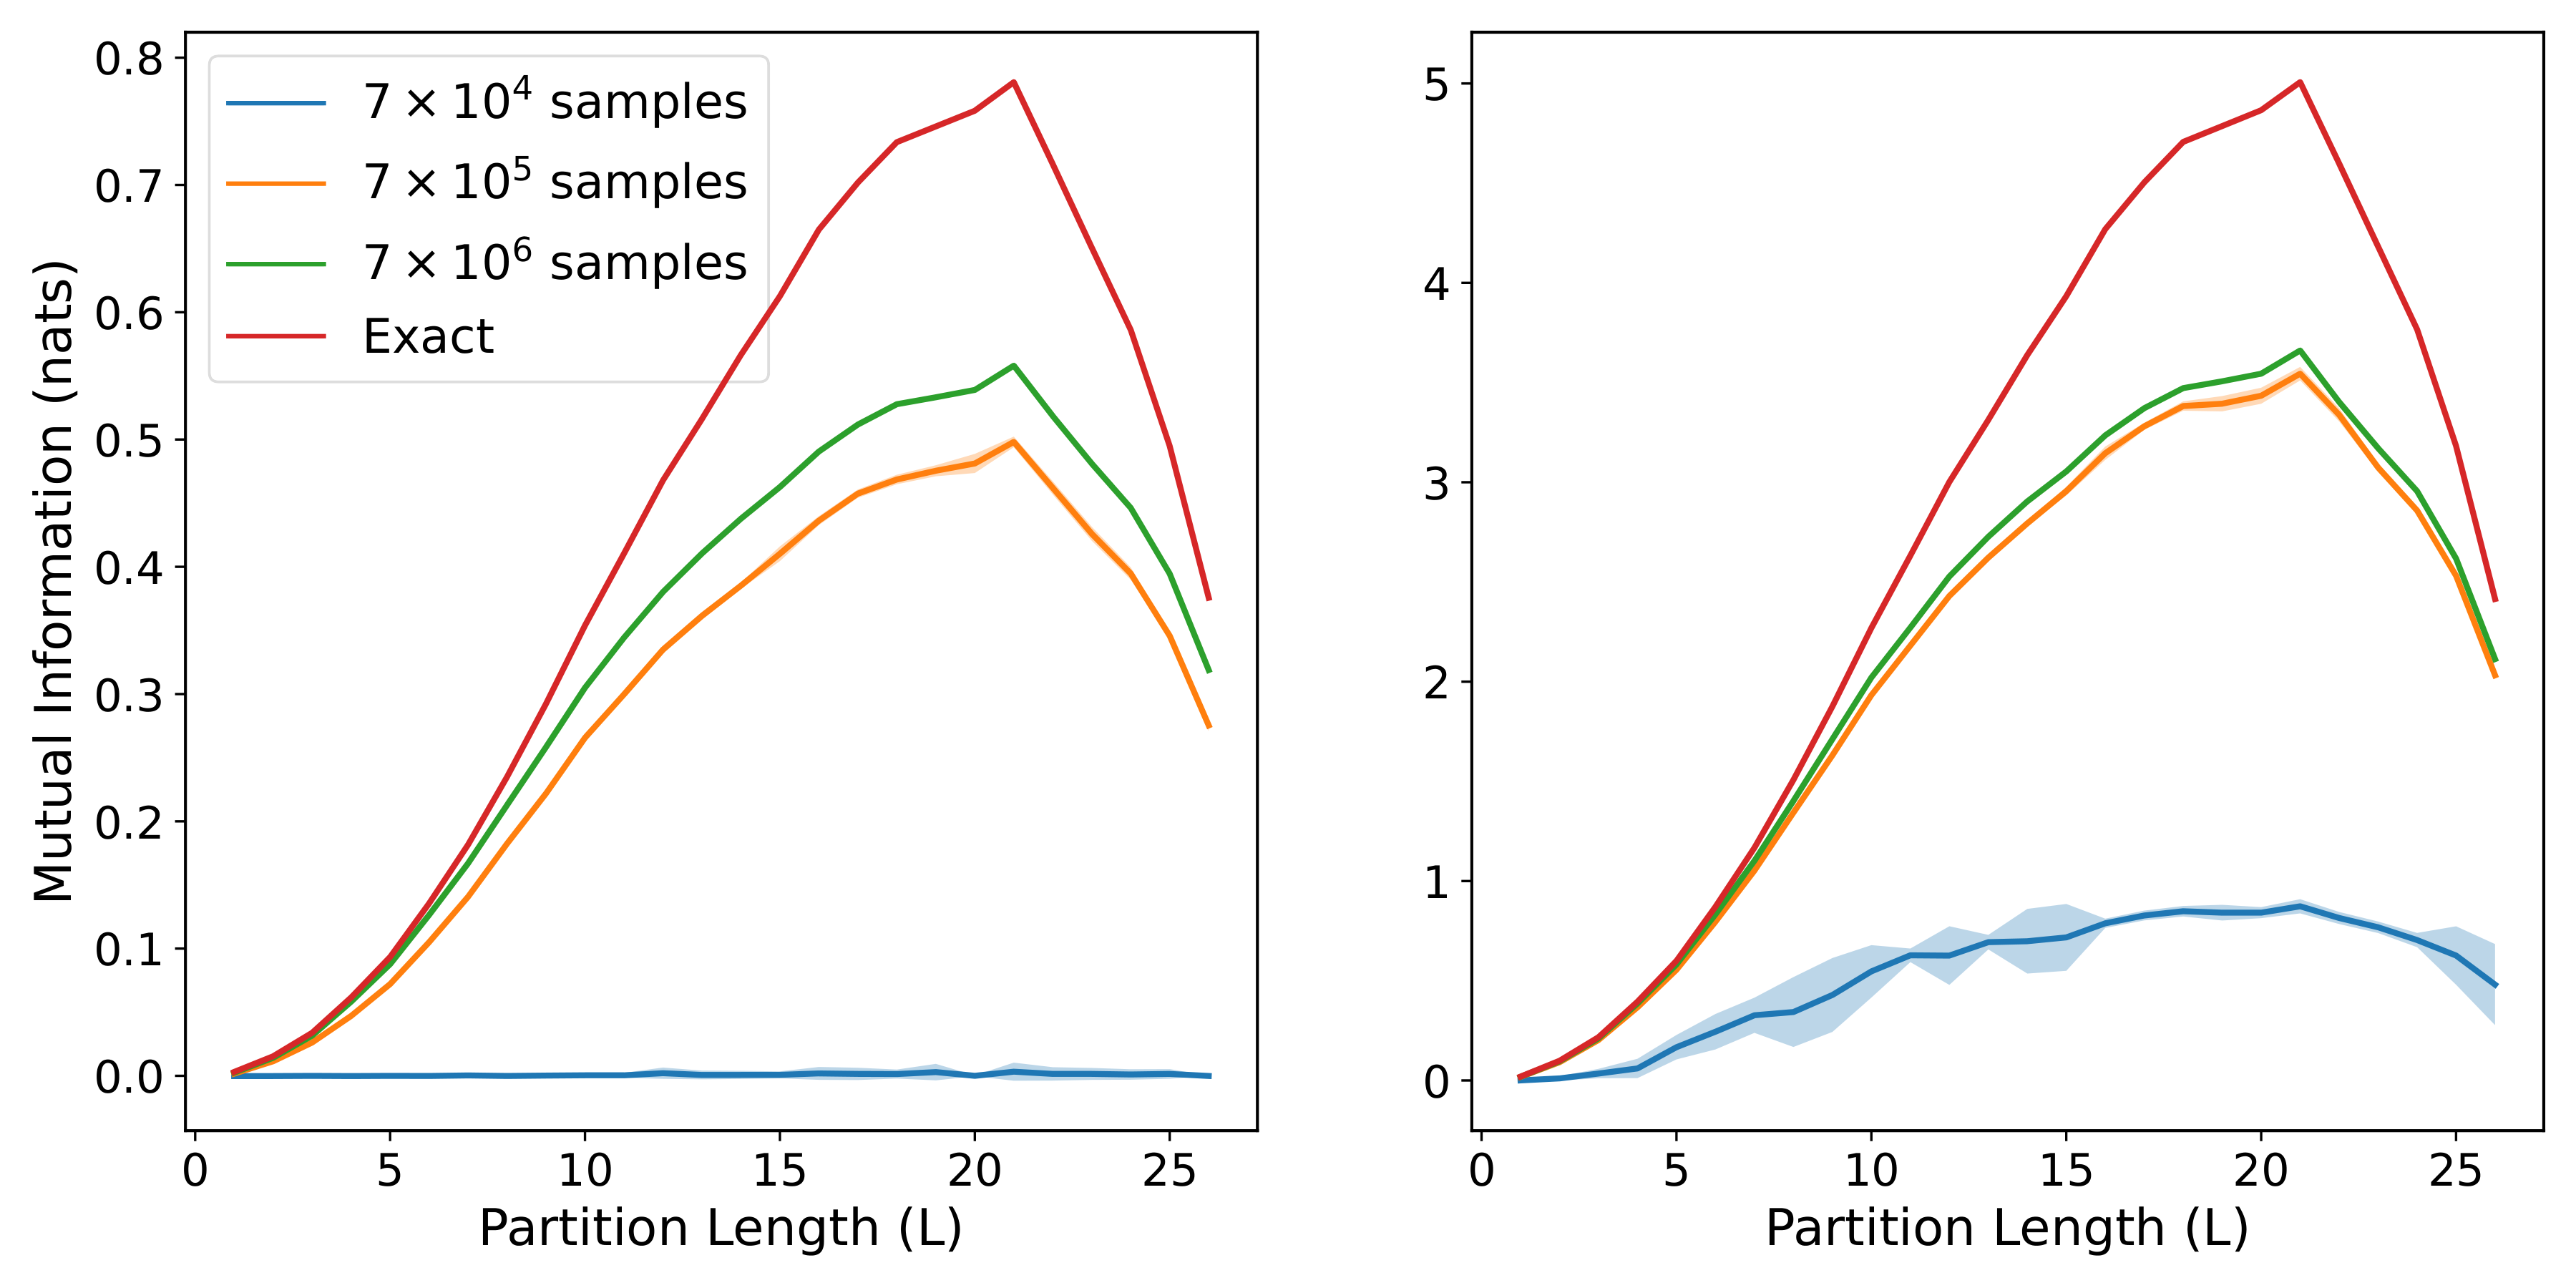 0.8
0.7
0.6
0.5
0.4
0.3
0.2
0.1
0.0
Mutual Information (nats)
7 × 10⁴ samples
7 × 10⁵ samples
7 × 10⁶ samples
Exact
0 5 10 15 20 25
Partition Length (L)
5
4
3
2
1
0
0 5 10 15 20 25
Partition Length (L)